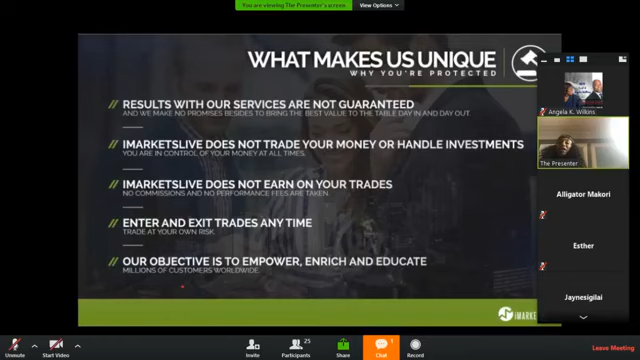 You are viewing The Presenter's screen
View Options
WHAT MAKES US UNIQUE
WHY YOU'RE PROTECTED
// RESULTS WITH OUR SERVICES ARE NOT GUARANTEED
AND WE MAKE NO PROMISES BESIDES TO BRING THE BEST VALUE TO THE TABLE DAY IN AND DAY OUT
// IMARKETSLIVE DOES NOT TRADE YOUR MONEY OR HANDLE INVESTMENTS
YOU ARE IN CONTROL OF YOUR MONEY AT ALL TIMES.
// IMARKETSLIVE DOES NOT EARN ON YOUR TRADES
NO COMMISSIONS AND NO PERFORMANCE FEES ARE TAKEN.
// ENTER AND EXIT TRADES ANY TIME
TRADE AT YOUR OWN RISK.
// OUR OBJECTIVE IS TO EMPOWER, ENRICH AND EDUCATE
MILLIONS OF CUSTOMERS WORLDWIDE.
IMARKE
Angela K. Wilkins
The Presenter
Alligator Makori
Esther
Jaynesigilai
Unmute
Start Video
Invite
25
Participants
Share
1
Chat
Record
Leave Meeting